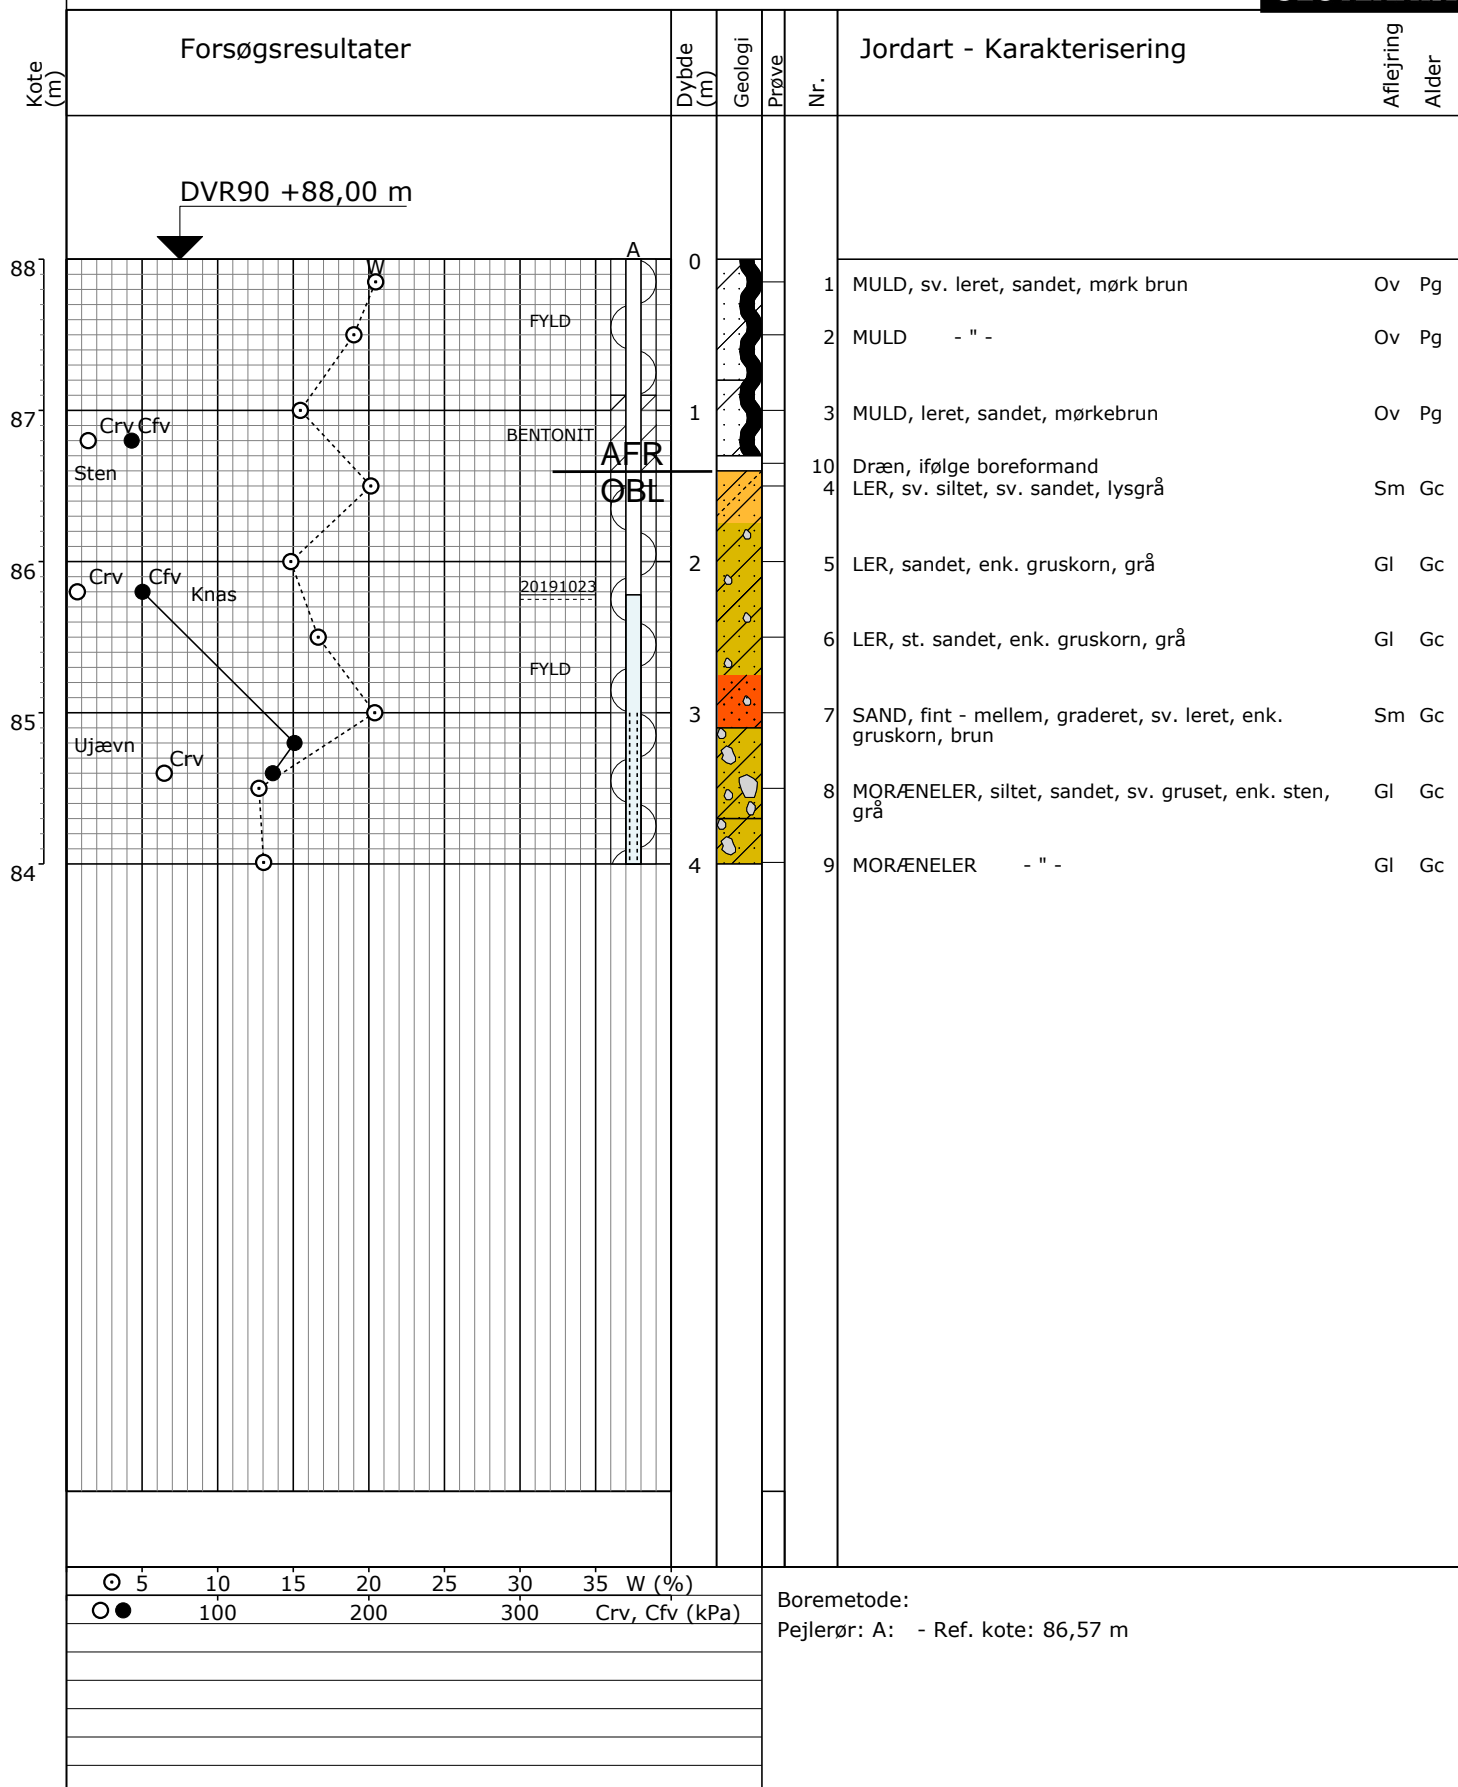 Forsøgsresultater
Kote
(m)
Dybde
(m)
Geologi
Prøve
Nr.
Jordart - Karakterisering
Aflejring
Alder
DVR90 +88,00 m
A
W
88
0
1 MULD, sv. leret, sandet, mørk brun Ov Pg
FYLD
2 MULD - " - Ov Pg
87
1
3 MULD, leret, sandet, mørkebrun Ov Pg
Crv Cfv
BENTONIT
AFR
Sten
10 Dræn, ifølge boreformand
OBL
4 LER, sv. siltet, sv. sandet, lysgrå Sm Gc
86
2
5 LER, sandet, enk. gruskorn, grå Gl Gc
Crv Cfv
Knas
20191023
6 LER, st. sandet, enk. gruskorn, grå Gl Gc
FYLD
85
3
7 SAND, fint - mellem, graderet, sv. leret, enk. Sm Gc
gruskorn, brun
Ujævn
Crv
8 MORÆNELER, siltet, sandet, sv. gruset, enk. sten, Gl Gc
grå
84
4
9 MORÆNELER - " - Gl Gc
5 10 15 20 25 30 35 W (%)
100 200 300 Crv, Cfv (kPa)
Boremetode:
Pejlerør: A: - Ref. kote: 86,57 m